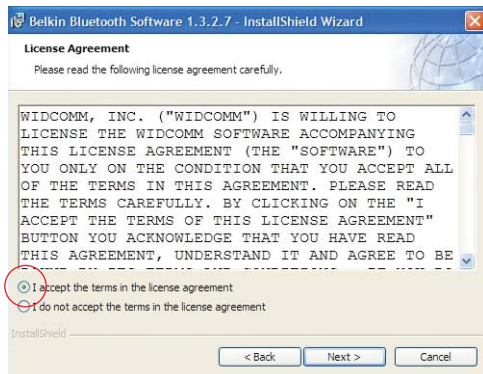 Belkin Bluetooth Software 1.3.2.7 - InstallShield Wizard
License Agreement
Please read the following license agreement carefully.
WIDCOMM, INC. ("WIDCOMM") IS WILLING TO
LICENSE THE WIDCOMM SOFTWARE ACCOMPANYING
THIS LICENSE AGREEMENT (THE "SOFTWARE") TO
YOU ONLY ON THE CONDITION THAT YOU ACCEPT ALL
OF THE TERMS IN THIS AGREEMENT. PLEASE READ
THE TERMS CAREFULLY. BY CLICKING ON THE "I
ACCEPT THE TERMS OF THIS LICENSE AGREEMENT"
BUTTON YOU ACKNOWLEDGE THAT YOU HAVE READ
THIS AGREEMENT, UNDERSTAND IT AND AGREE TO BE
I accept the terms in the license agreement
I do not accept the terms in the license agreement
InstallShield
< Back
Next >
Cancel